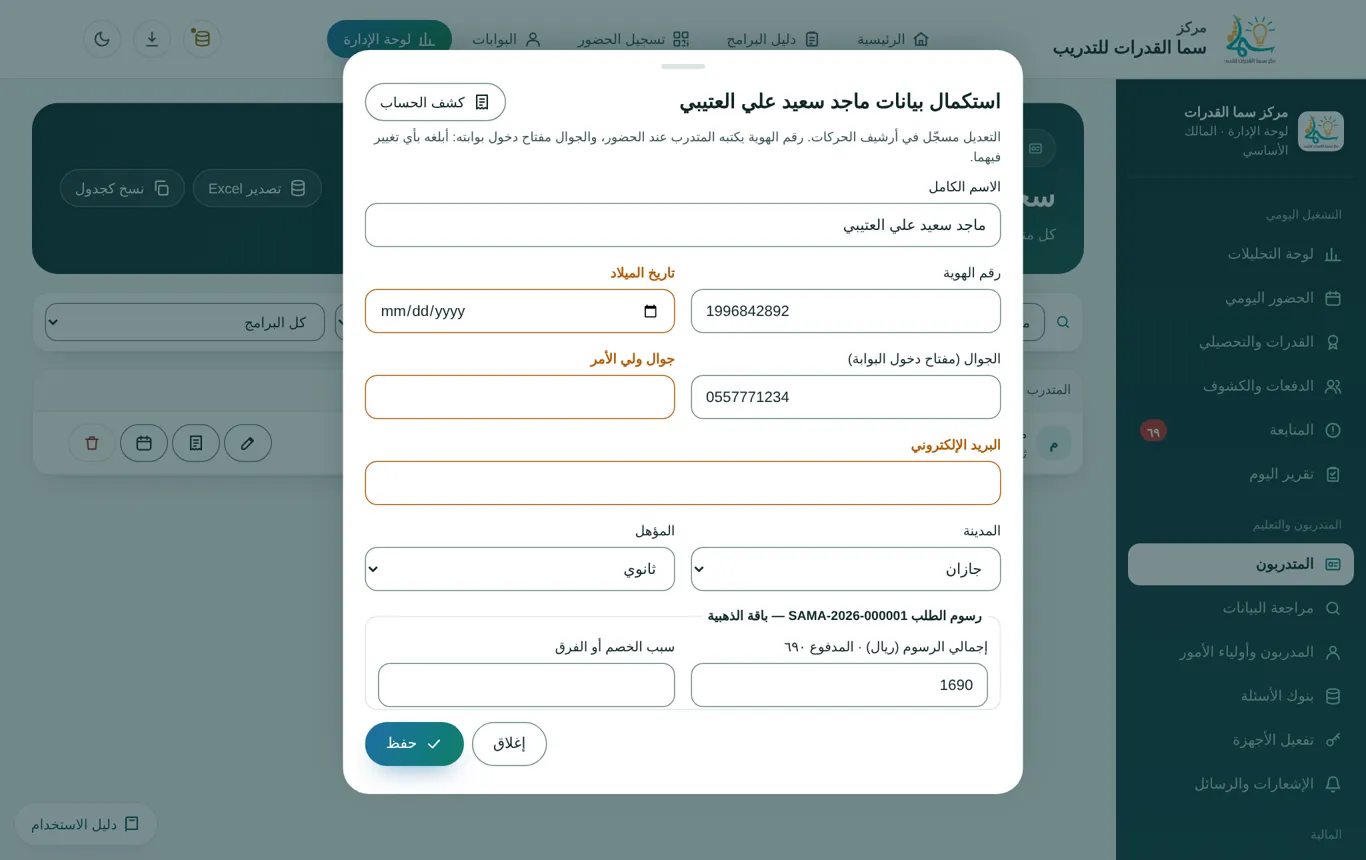 مركز
سما القدرات للتدريب
الرئيسية
دليل البرامج
تسجيل الحضور
البوابات
لوحة الإدارة
مركز سما القدرات
لوحة الإدارة · المالك
الأساسي
التشغيل اليومي
لوحة التحليلات
الحضور اليومي
القدرات والتحصيلي
الدفعات والكشوف
المتابعة
٦٩
تقرير اليوم
المتدربون والتعليم
المتدربون
مراجعة البيانات
المدربون وأولياء الأمور
بنوك الأسئلة
تفعيل الأجهزة
الإشعارات والرسائل
المالية
تصدير Excel
نسخ كجدول
كل البرامج
المتدرب
م
استكمال بيانات ماجد سعيد علي العتيبي
كشف الحساب
التعديل مسجّل في أرشيف الحركات. رقم الهوية يكتبه المتدرب عند الحضور، والجوال مفتاح دخول بوابته: أبلغه بأي تغيير
فيهما.
الاسم الكامل
ماجد سعيد علي العتيبي
رقم الهوية
تاريخ الميلاد
1996842892
mm/dd/yyyy
الجوال (مفتاح دخول البوابة)
جوال ولي الأمر
0557771234
البريد الإلكتروني
المدينة
المؤهل
جازان
ثانوي
رسوم الطلب SAMA-2026-000001 — باقة الذهبية
إجمالي الرسوم (ريال) · المدفوع ٦٩٠
سبب الخصم أو الفرق
1690
إغلاق
حفظ
دليل الاستخدام